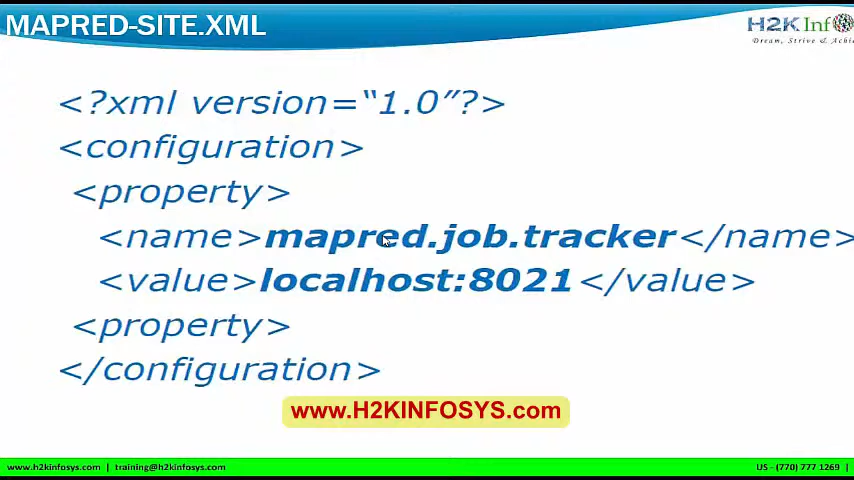 MAPRED-SITE.XML
H2K Inf
Dream, Strive & Achi
<?xml version=“1.0”?>
<configuration>
<property>
<name>mapred.job.tracker</name>
<value>localhost:8021</value>
<property>
</configuration>
www.H2KINFOSYS.com
www.h2kinfosys.com | training@h2kinfosys.com
US - (770) 777 1269 |